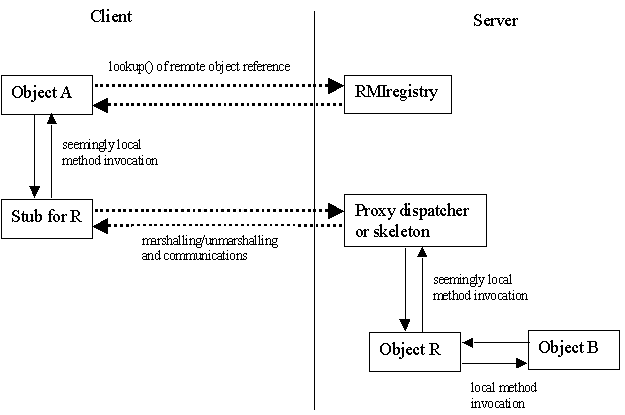 Client
Server
lookup() of remote object reference
Object A
RMIregistry
seemingly local
method invocation
Stub for R
Proxy dispatcher
or skeleton
marshalling/unmarshalling
and communications
seemingly local
method invocation
Object R
Object B
local method
invocation